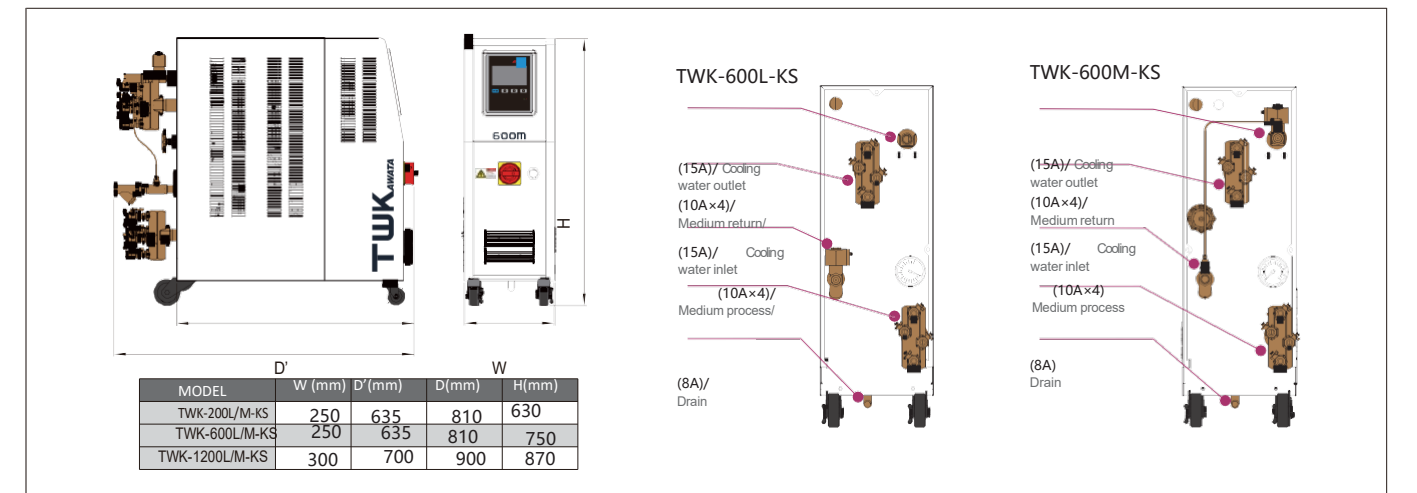 600m
TWK
AWATA
H
D'
W
MODEL W (mm) D'(mm) D(mm) H(mm)
TWK-200L/M-KS 250 635 810 630
TWK-600L/M-KS 250 635 810 750
TWK-1200L/M-KS 300 700 900 870
TWK-600L-KS
(15A)/ Cooling
water outlet
(10A×4)/
Medium return/
(15A)/ Cooling
water inlet
(10A×4)/
Medium process/
(8A)/
Drain
TWK-600M-KS
(15A)/ Cooling
water outlet
(10A×4)/
Medium return
(15A)/ Cooling
water inlet
(10A×4)
Medium process
(8A)
Drain